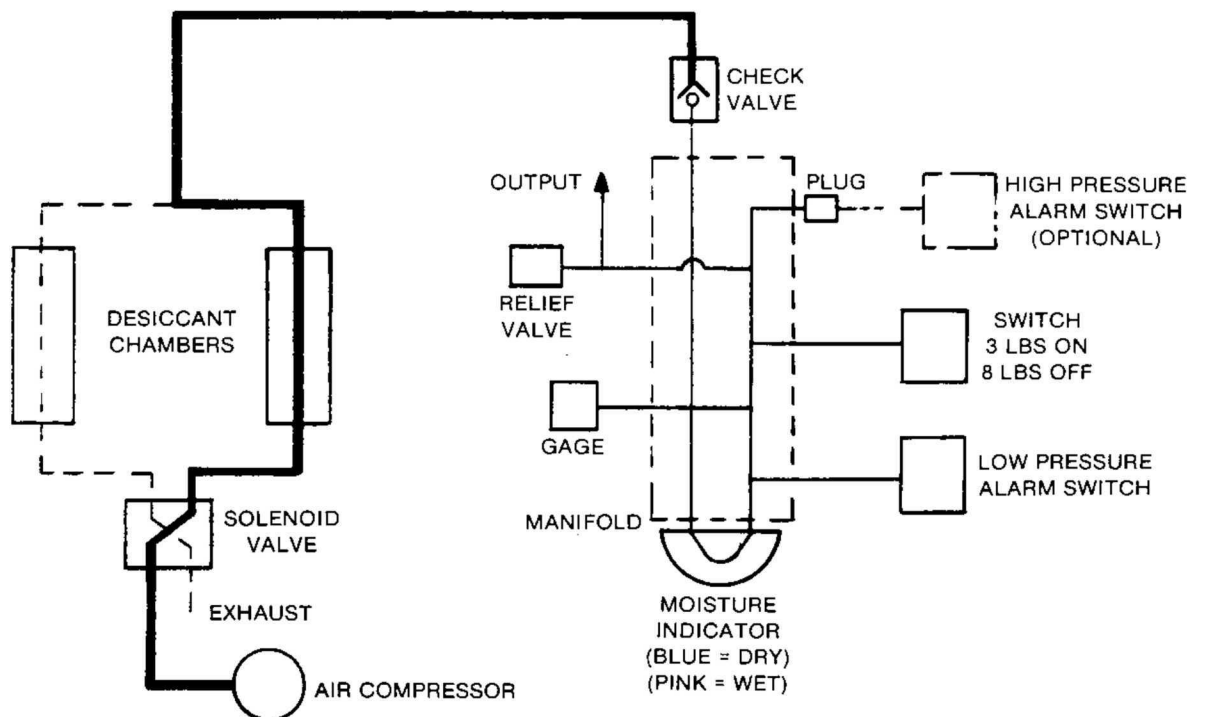 CHECK
VALVE
OUTPUT
PLUG
HIGH PRESSURE
ALARM SWITCH
(OPTIONAL)
RELIEF
VALVE
DESICCANT
CHAMBERS
SWITCH
3 LBS ON
8 LBS OFF
GAGE
LOW PRESSURE
ALARM SWITCH
SOLENOID
VALVE
MANIFOLD
EXHAUST
MOISTURE
INDICATOR
(BLUE = DRY)
(PINK = WET)
AIR COMPRESSOR